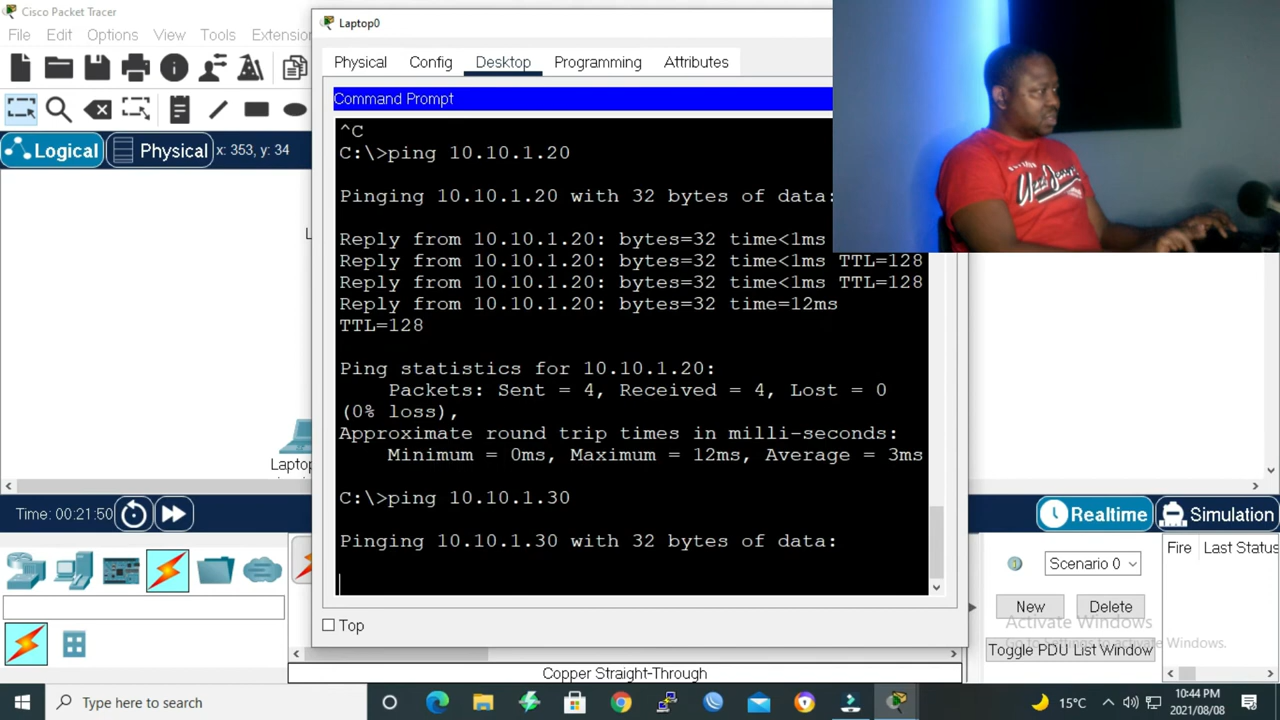 Cisco Packet Tracer
File Edit Options View Tools Extension
Logical Physical x: 353, y: 34
Laptop0
Physical Config Desktop Programming Attributes
Command Prompt
^C
C:\>ping 10.10.1.20
Pinging 10.10.1.20 with 32 bytes of data:
Reply from 10.10.1.20: bytes=32 time<1ms
Reply from 10.10.1.20: bytes=32 time<1ms TTL=128
Reply from 10.10.1.20: bytes=32 time<1ms TTL=128
Reply from 10.10.1.20: bytes=32 time=12ms
TTL=128
Ping statistics for 10.10.1.20:
Packets: Sent = 4, Received = 4, Lost = 0
(0% loss),
Approximate round trip times in milli-seconds:
Minimum = 0ms, Maximum = 12ms, Average = 3ms
C:\>ping 10.10.1.30
Pinging 10.10.1.30 with 32 bytes of data:
Top
Laptop
Time: 00:21:50
Realtime Simulation
Scenario 0
Fire Last Status
New Delete
Toggle PDU List Window
Activate Windows
Go to Settings to activate Windows.
Copper Straight-Through
Type here to search
15°C
10:44 PM
2021/08/08